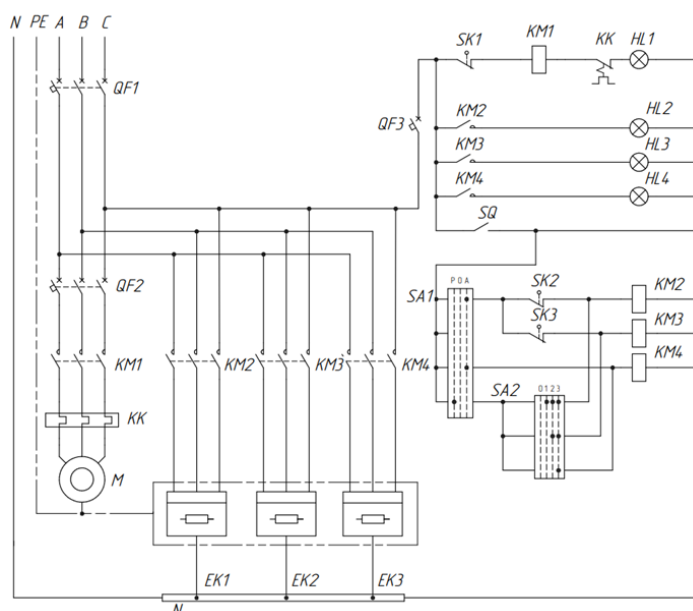 N PE A B C
SK1 KM1 KK HL1
QF1
QF3
KM2 HL2
KM3 HL3
KM4 HL4
SQ
P O A
SA1 SK2 KM2
QF2
SK3 KM3
KM1 KM2 KM3 KM4 KM4
SA2 0 1 2 3
KK
M
EK1 EK2 EK3
N